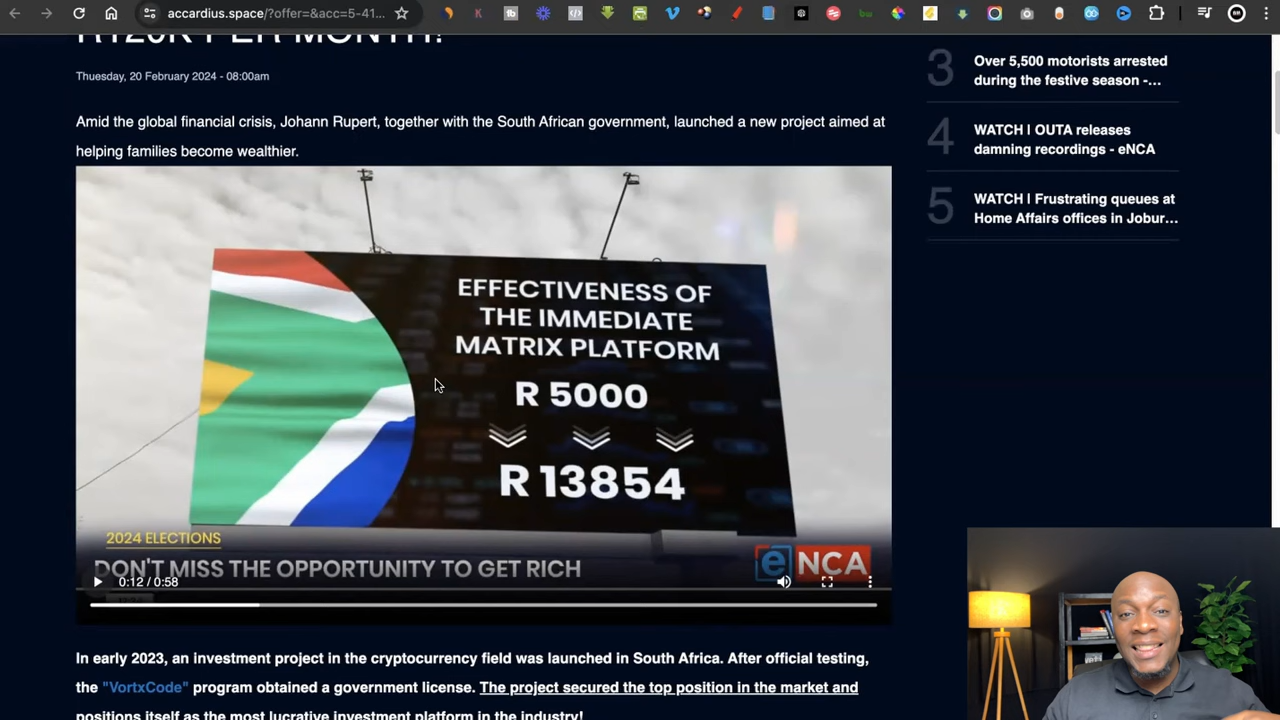 accardius.space/?offer=&acc=5-41...
R120K PER MONTH!
Thuesday, 20 February 2024 - 08:00am
Amid the global financial crisis, Johann Rupert, together with the South African government, launched a new project aimed at
helping families become wealthier.
EFFECTIVENESS OF
THE IMMEDIATE
MATRIX PLATFORM
R 5000
R 13854
2024 ELECTIONS
DON'T MISS THE OPPORTUNITY TO GET RICH
eNCA
0:12 / 0:58
In early 2023, an investment project in the cryptocurrency field was launched in South Africa. After official testing,
the "VortxCode" program obtained a government license. The project secured the top position in the market and
positions itself as the most lucrative investment platform in the industry!
3
Over 5,500 motorists arrested
during the festive season -...
4
WATCH | OUTA releases
damning recordings - eNCA
5
WATCH | Frustrating queues at
Home Affairs offices in Jobur...